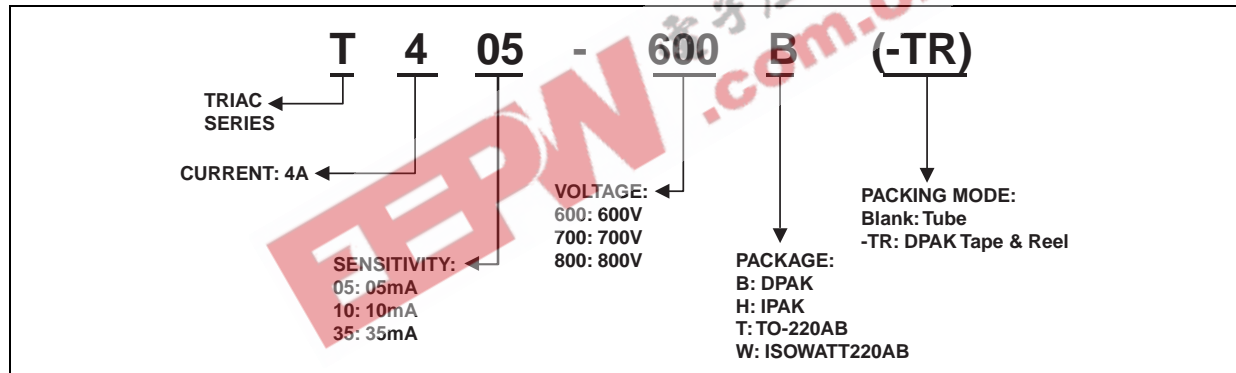 T 4 05 - 600 B (-TR)
TRIAC
SERIES
CURRENT: 4A
SENSITIVITY:
05: 05mA
10: 10mA
35: 35mA
VOLTAGE:
600: 600V
700: 700V
800: 800V
PACKAGE:
B: DPAK
H: IPAK
T: TO-220AB
W: ISOWATT220AB
PACKING MODE:
Blank: Tube
-TR: DPAK Tape & Reel
EEPW
.com.c